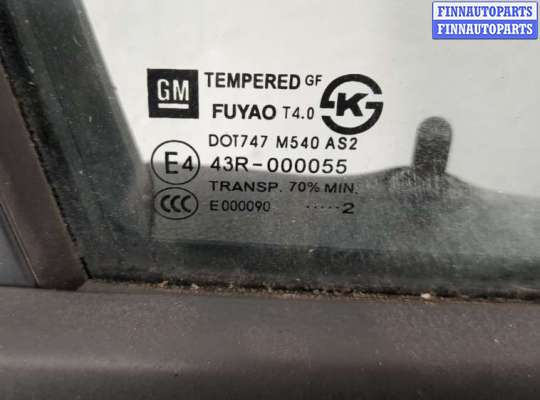 FINNAUTOPARTS
FINNAUTOPARTS
GM TEMPERED GF
FUYAO T4.0 K
DOT747 M540 AS2
E4 43R-000055
TRANSP. 70% MIN.
CCC E000090 ·····2